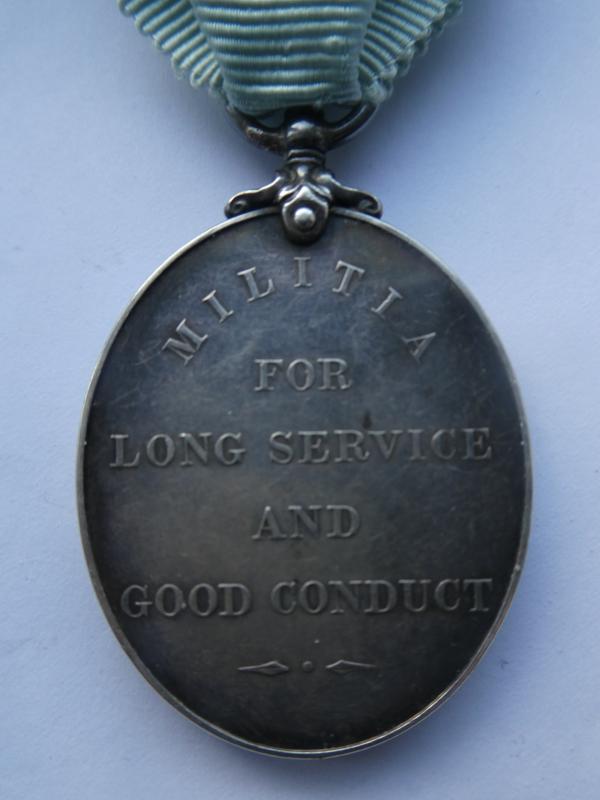 MILITIA
FOR
LONG SERVICE
AND
GOOD CONDUCT